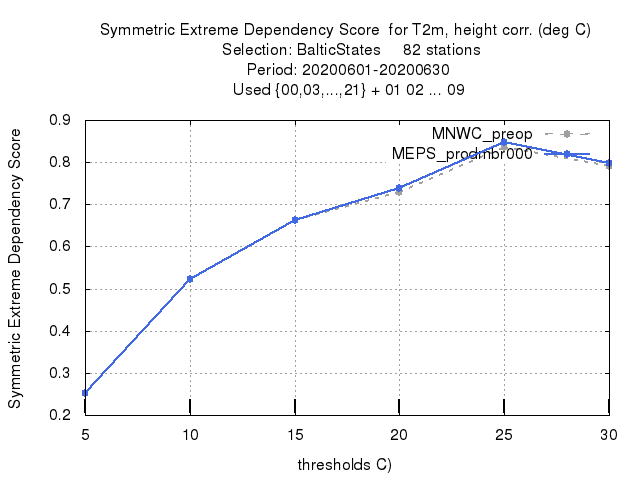 Symmetric Extreme Dependency Score for T2m, height corr. (deg C)
Selection: BalticStates 82 stations
Period: 20200601-20200630
Used {00,03,...,21} + 01 02 ... 09
Symmetric Extreme Dependency Score
0.9
0.8
0.7
0.6
0.5
0.4
0.3
0.2
MNWC_preop
MEPS_prodmbr000
5 10 15 20 25 30
thresholds C)